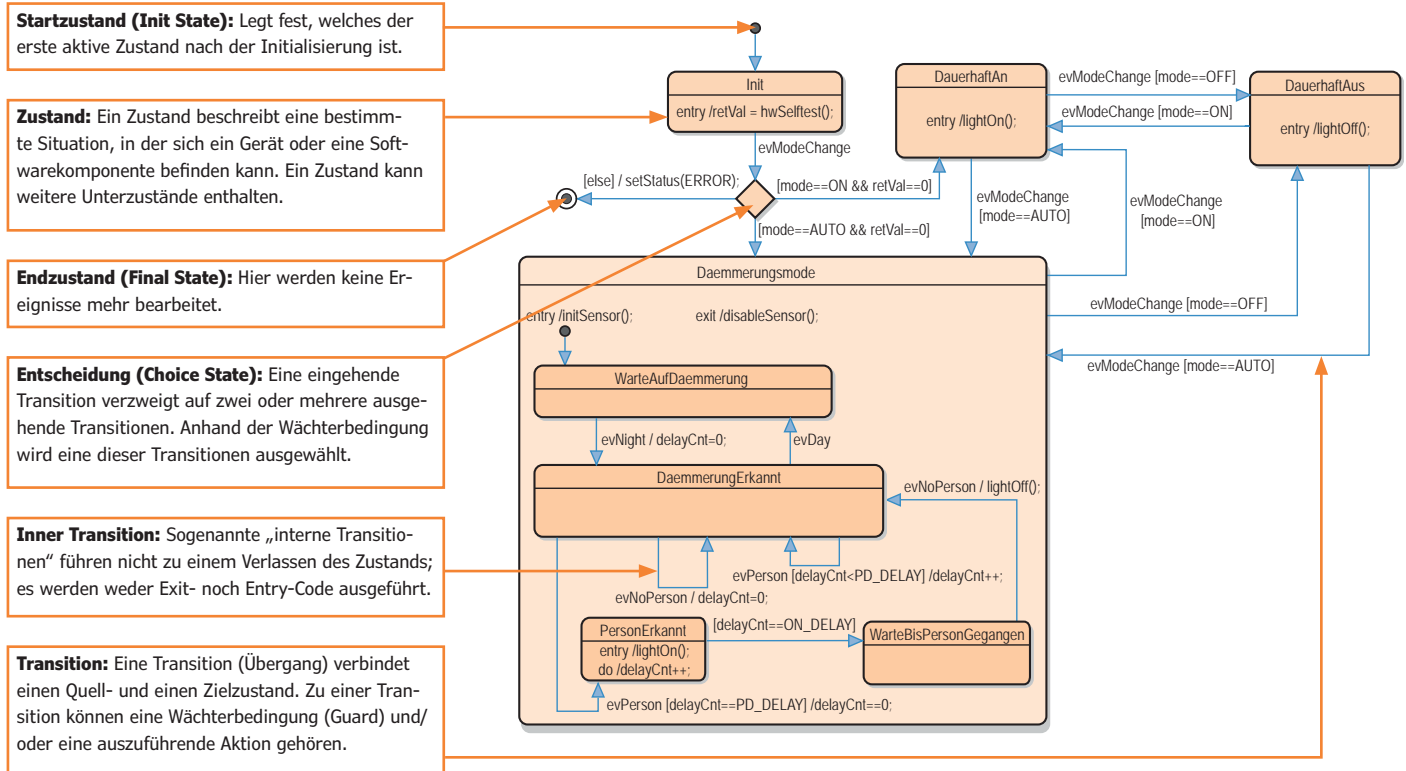 Startzustand (Init State): Legt fest, welches der
erste aktive Zustand nach der Initialisierung ist.
Zustand: Ein Zustand beschreibt eine bestimm-
te Situation, in der sich ein Gerät oder eine Soft-
warekomponente befinden kann. Ein Zustand kann
weitere Unterzustände enthalten.
Endzustand (Final State): Hier werden keine Er-
eignisse mehr bearbeitet.
Entscheidung (Choice State): Eine eingehende
Transition verzweigt auf zwei oder mehrere ausge-
hende Transitionen. Anhand der Wächterbedingung
wird eine dieser Transitionen ausgewählt.
Inner Transition: Sogenannte „interne Transitio-
nen“ führen nicht zu einem Verlassen des Zustands;
es werden weder Exit- noch Entry-Code ausgeführt.
Transition: Eine Transition (Übergang) verbindet
einen Quell- und einen Zielzustand. Zu einer Tran-
sition können eine Wächterbedingung (Guard) und/
oder eine auszuführende Aktion gehören.
Init
entry /retVal = hwSelftest();
evModeChange
[else] / setStatus(ERROR);
[mode==ON && retVal==0]
[mode==AUTO && retVal==0]
DauerhaftAn
entry /lightOn();
evModeChange [mode==OFF]
evModeChange [mode==ON]
DauerhaftAus
entry /lightOff();
evModeChange
[mode==AUTO]
evModeChange
[mode==ON]
evModeChange [mode==OFF]
evModeChange [mode==AUTO]
Daemmerungsmode
entry /initSensor();
exit /disableSensor();
WarteAufDaemmerung
evNight / delayCnt=0;
evDay
DaemmerungErkannt
evNoPerson / lightOff();
evPerson [delayCnt<PD_DELAY] /delayCnt++;
evNoPerson / delayCnt=0;
PersonErkannt
entry /lightOn();
do /delayCnt++;
[delayCnt==ON_DELAY]
WarteBisPersonGegangen
evPerson [delayCnt==PD_DELAY] /delayCnt==0;